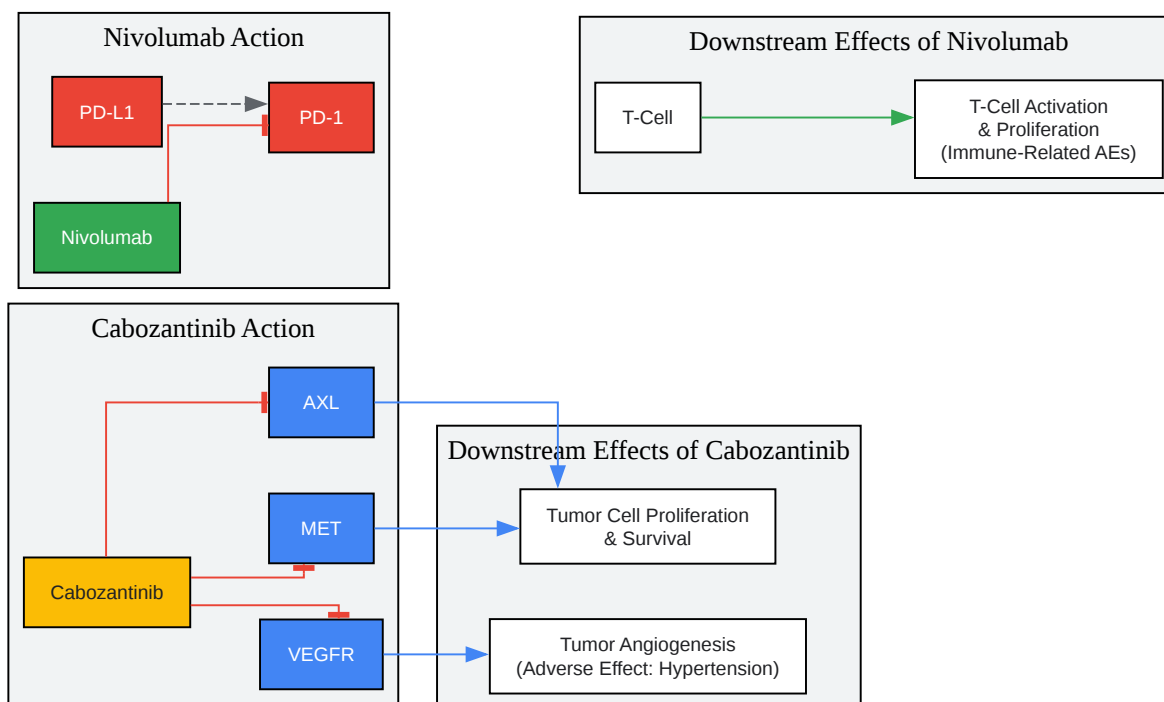 Nivolumab Action
PD-L1
PD-1
Nivolumab
Downstream Effects of Nivolumab
T-Cell
T-Cell Activation
& Proliferation
(Immune-Related AEs)
Cabozantinib Action
AXL
MET
Cabozantinib
VEGFR
Downstream Effects of Cabozantinib
Tumor Cell Proliferation
& Survival
Tumor Angiogenesis
(Adverse Effect: Hypertension)